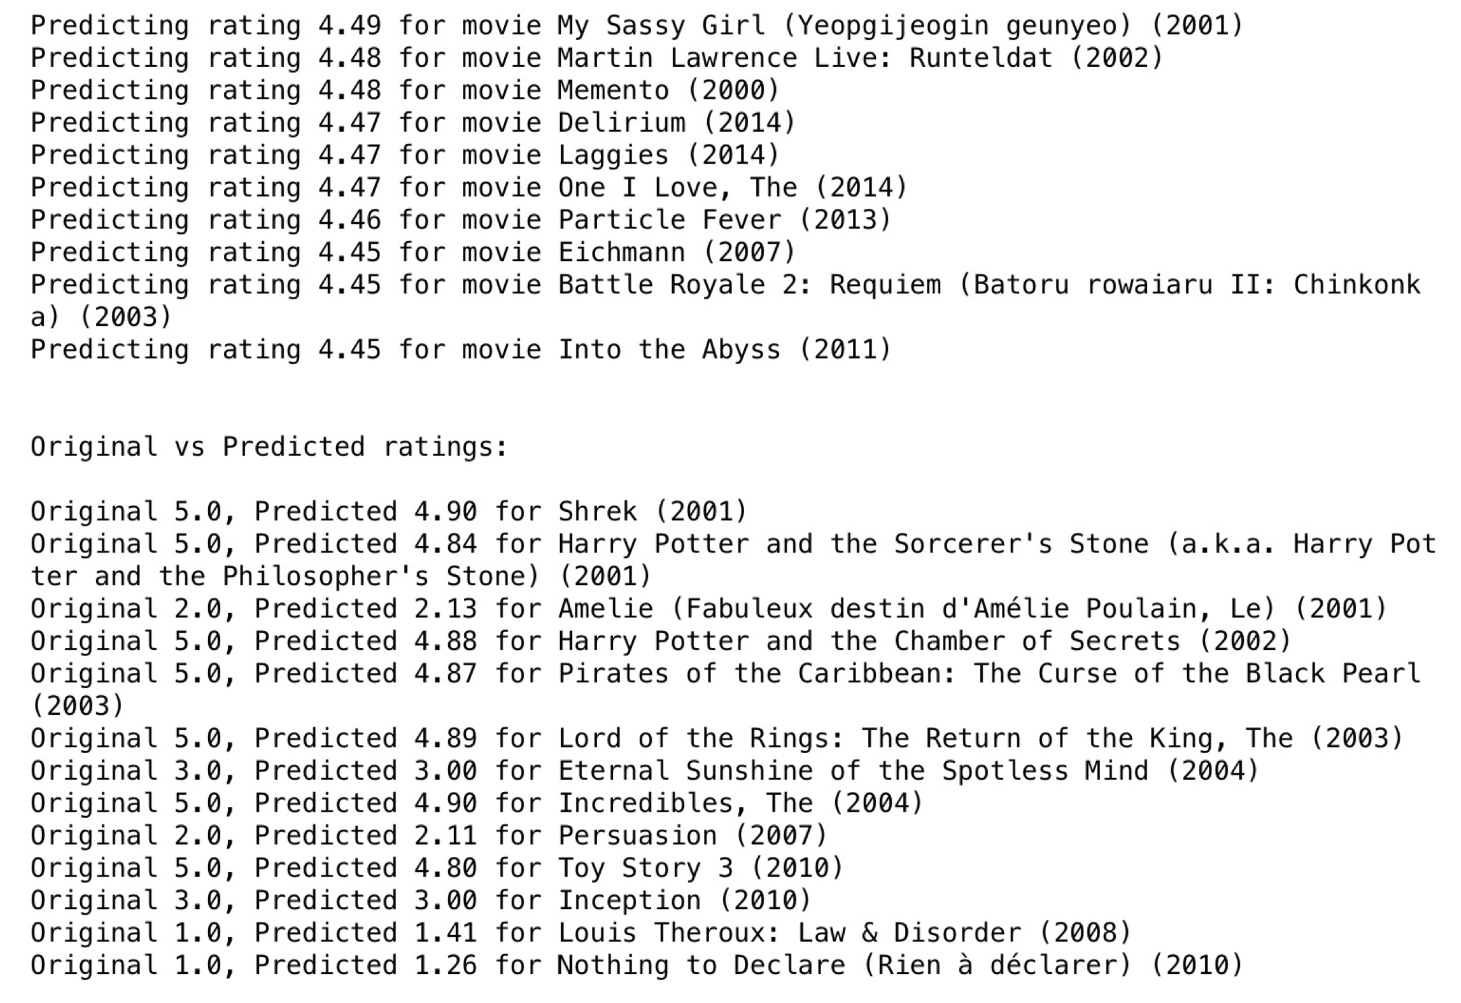 Predicting rating 4.49 for movie My Sassy Girl (Yeopgijeogin geunyeo) (2001)
Predicting rating 4.48 for movie Martin Lawrence Live: Runteldat (2002)
Predicting rating 4.48 for movie Memento (2000)
Predicting rating 4.47 for movie Delirium (2014)
Predicting rating 4.47 for movie Laggies (2014)
Predicting rating 4.47 for movie One I Love, The (2014)
Predicting rating 4.46 for movie Particle Fever (2013)
Predicting rating 4.45 for movie Eichmann (2007)
Predicting rating 4.45 for movie Battle Royale 2: Requiem (Batoru rowaiaru II: Chinkonk
a) (2003)
Predicting rating 4.45 for movie Into the Abyss (2011)
Original vs Predicted ratings:
Original 5.0, Predicted 4.90 for Shrek (2001)
Original 5.0, Predicted 4.84 for Harry Potter and the Sorcerer's Stone (a.k.a. Harry Pot
ter and the Philosopher's Stone) (2001)
Original 2.0, Predicted 2.13 for Amelie (Fabuleux destin d'Amélie Poulain, Le) (2001)
Original 5.0, Predicted 4.88 for Harry Potter and the Chamber of Secrets (2002)
Original 5.0, Predicted 4.87 for Pirates of the Caribbean: The Curse of the Black Pearl
(2003)
Original 5.0, Predicted 4.89 for Lord of the Rings: The Return of the King, The (2003)
Original 3.0, Predicted 3.00 for Eternal Sunshine of the Spotless Mind (2004)
Original 5.0, Predicted 4.90 for Incredibles, The (2004)
Original 2.0, Predicted 2.11 for Persuasion (2007)
Original 5.0, Predicted 4.80 for Toy Story 3 (2010)
Original 3.0, Predicted 3.00 for Inception (2010)
Original 1.0, Predicted 1.41 for Louis Theroux: Law & Disorder (2008)
Original 1.0, Predicted 1.26 for Nothing to Declare (Rien à déclarer) (2010)